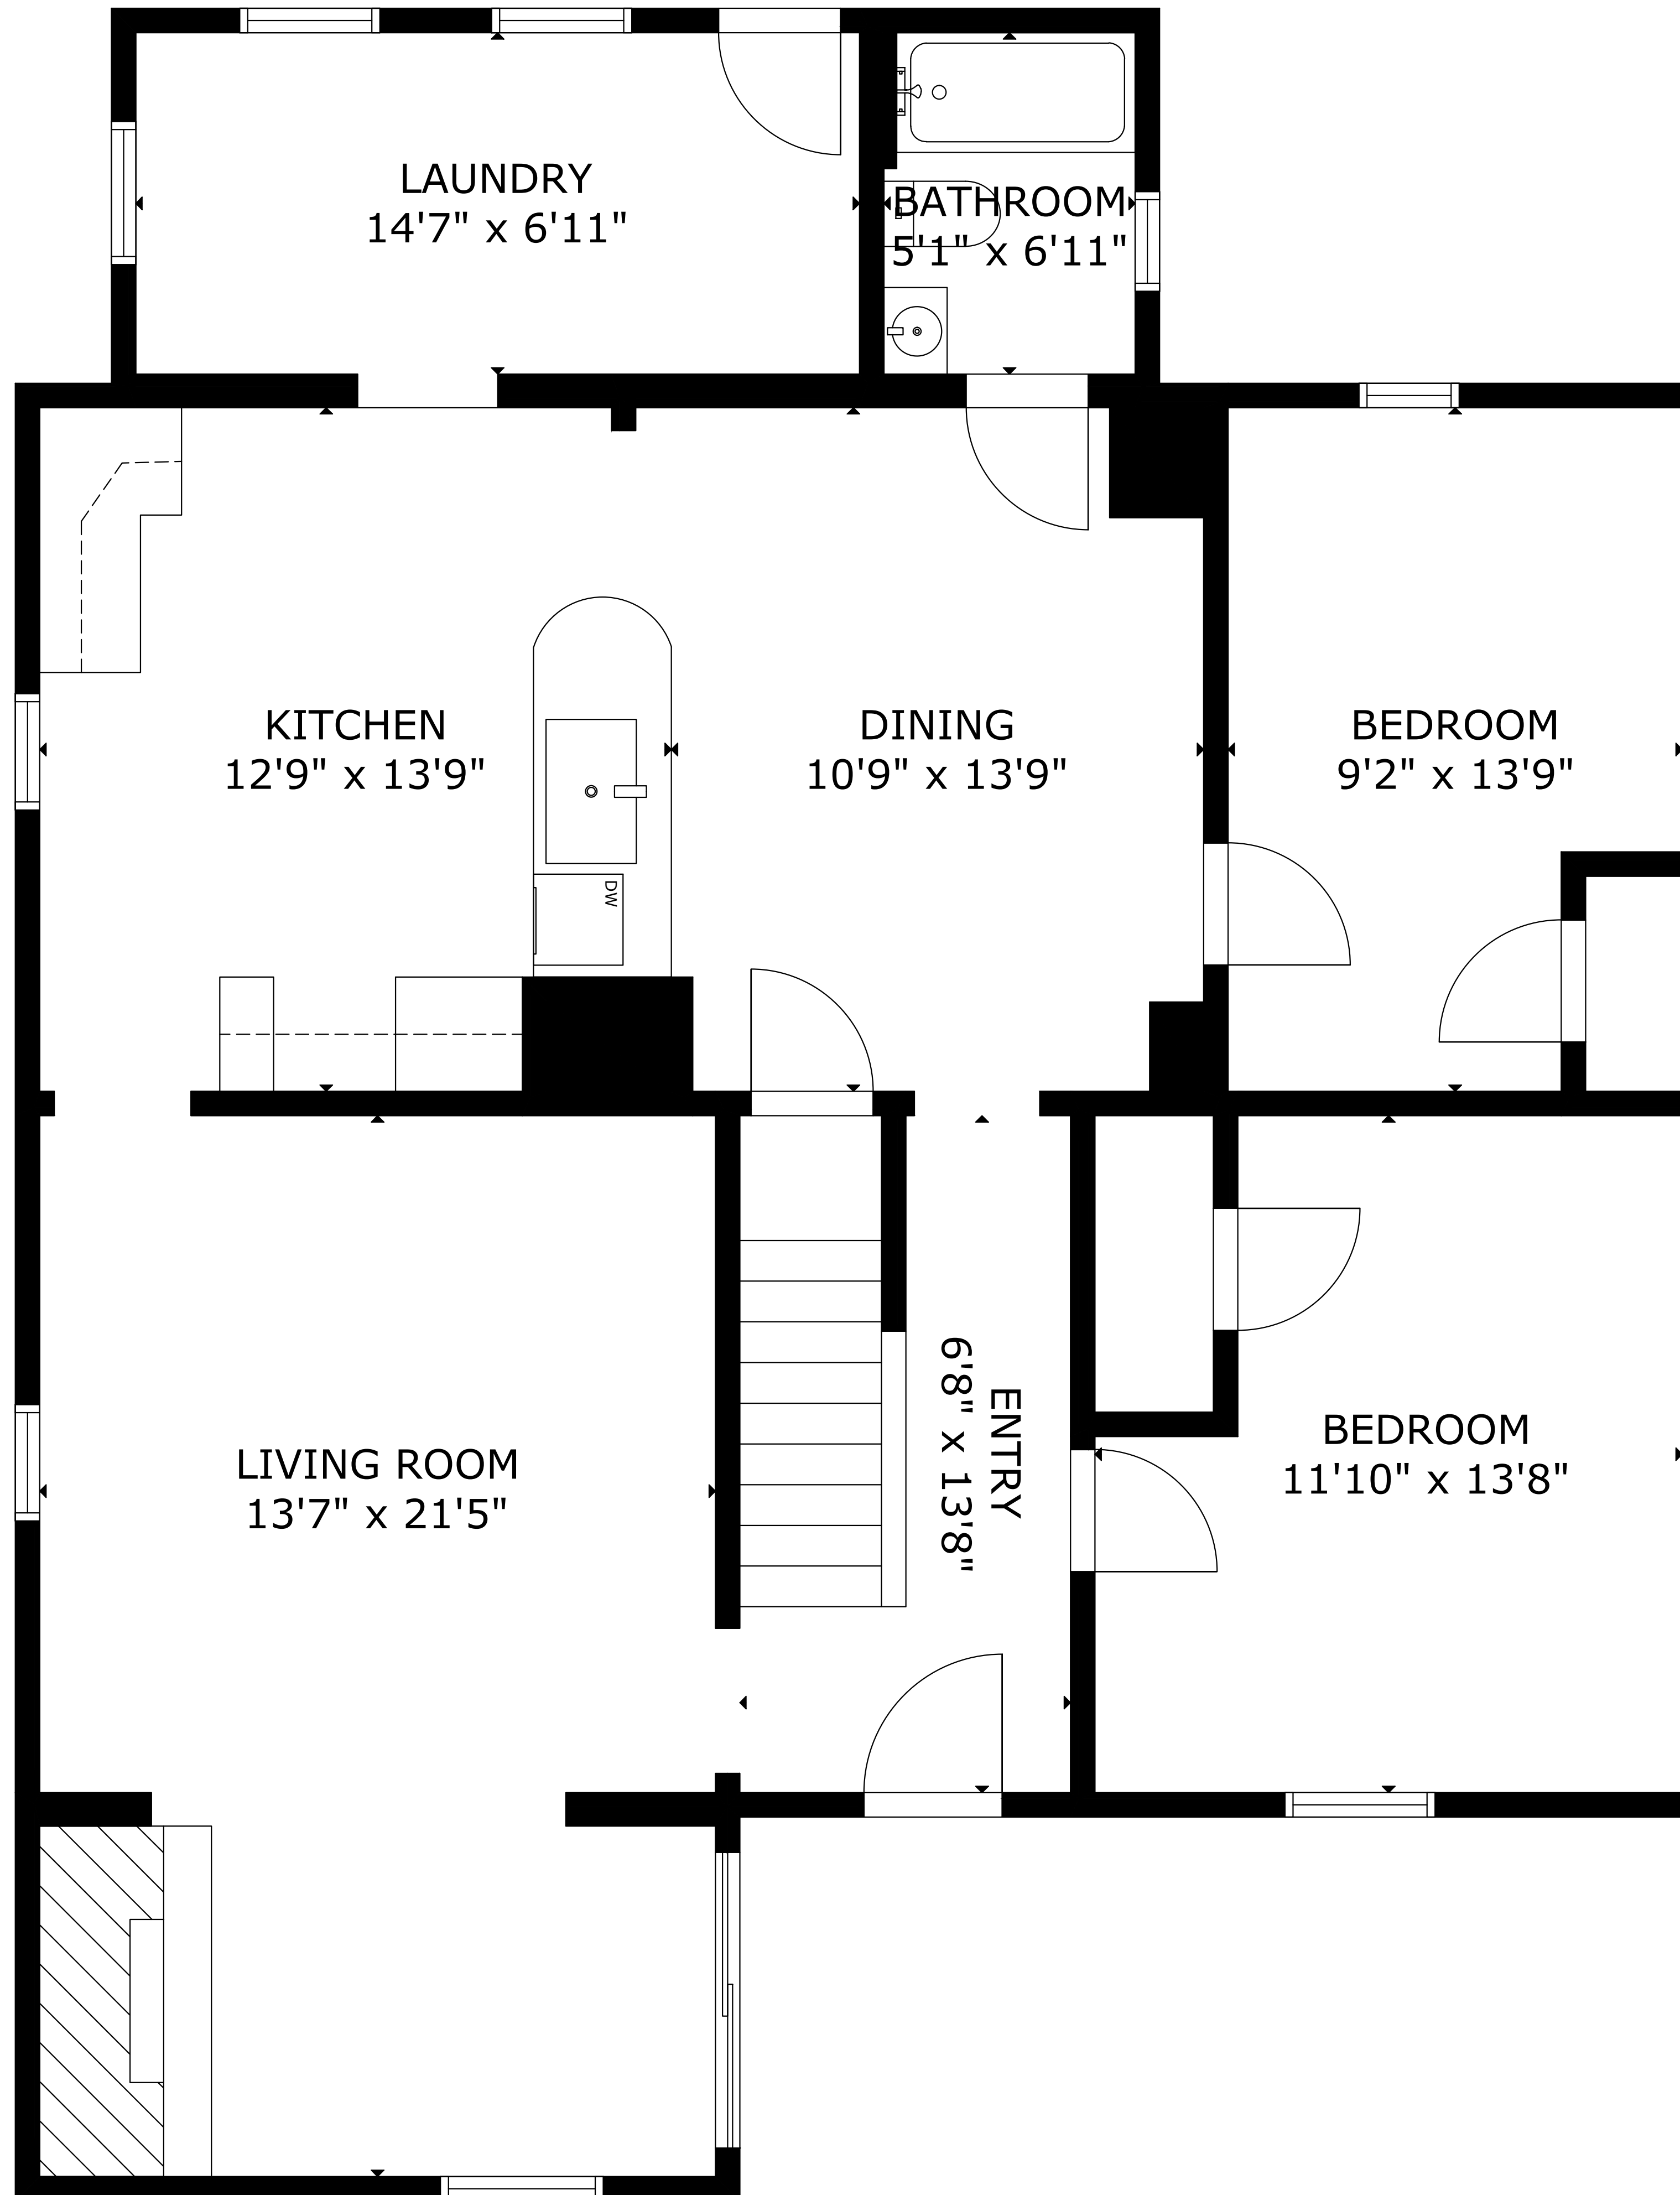 LAUNDRY
14'7" x 6'11"
BATHROOM
5'1" x 6'11"
KITCHEN
12'9" x 13'9"
DINING
10'9" x 13'9"
BEDROOM
9'2" x 13'9"
DW
ENTRY
6'8" x 13'8"
LIVING ROOM
13'7" x 21'5"
BEDROOM
11'10" x 13'8"